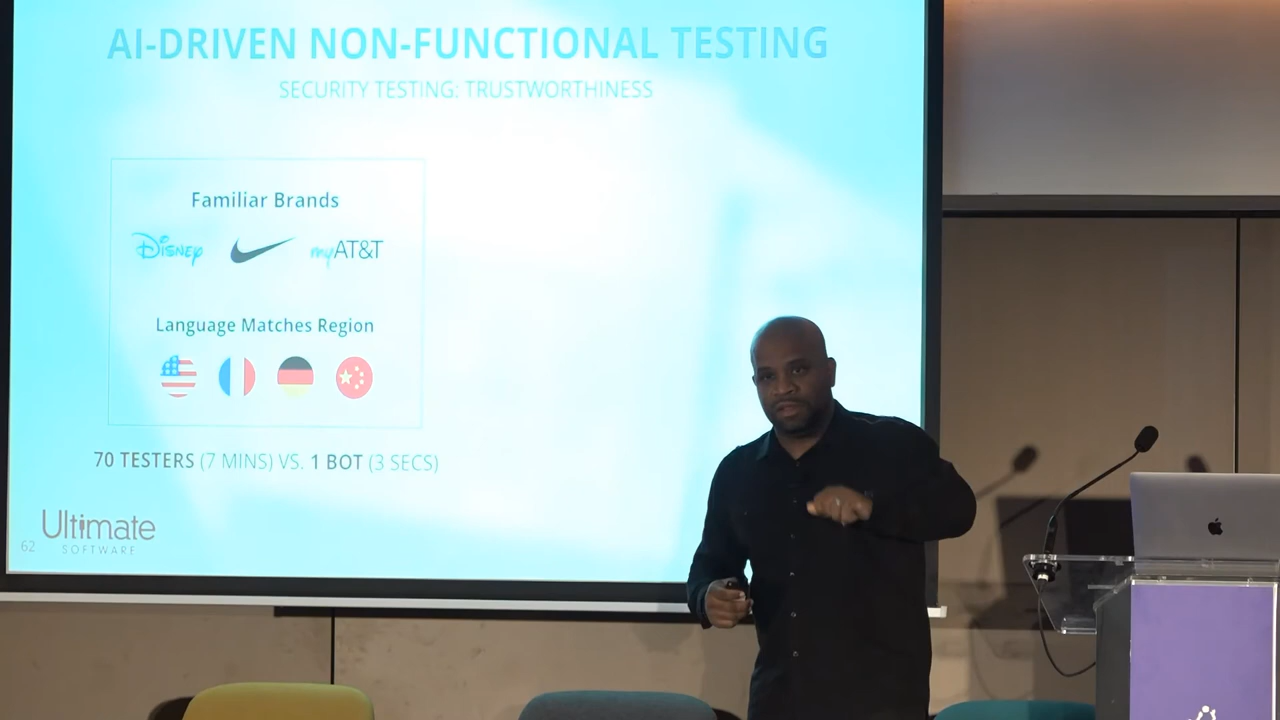 AI-DRIVEN NON-FUNCTIONAL TESTING
SECURITY TESTING: TRUSTWORTHINESS
Familiar Brands
Disney
myAT&T
Language Matches Region
70 TESTERS (7 MINS) VS. 1 BOT (3 SECS)
Ultimate
SOFTWARE
62